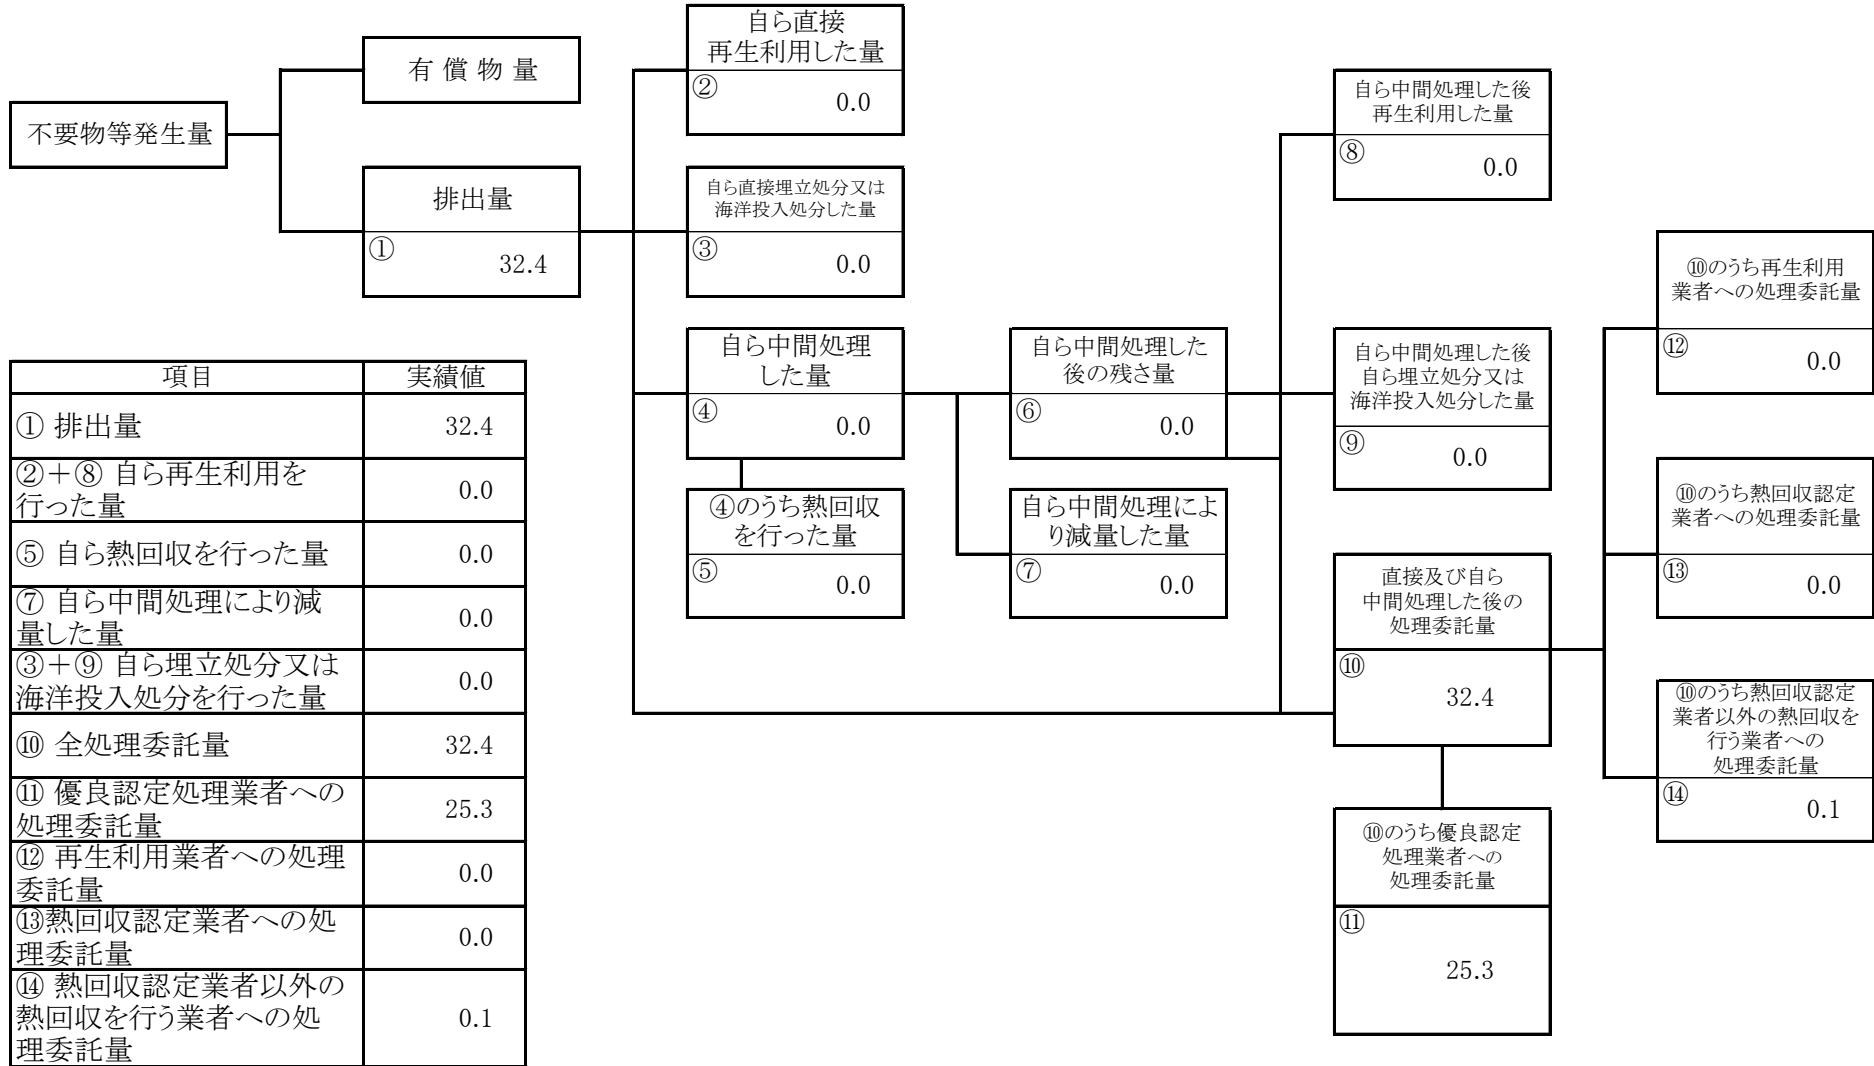 不要物等発生量
有償物量
排出量
①
32.4
自ら直接
再生利用した量
②
0.0
自ら直接埋立処分又は
海洋投入処分した量
③
0.0
自ら中間処理
した量
④
0.0
④のうち熱回収
を行った量
⑤
0.0
自ら中間処理した
後の残さ量
⑥
0.0
自ら中間処理によ
り減量した量
⑦
0.0
自ら中間処理した後
再生利用した量
⑧
0.0
自ら中間処理した後
自ら埋立処分又は
海洋投入処分した量
⑨
0.0
直接及び自ら
中間処理した後の
処理委託量
⑩
32.4
⑩のうち優良認定
処理業者への
処理委託量
⑪
25.3
⑩のうち再生利用
業者への処理委託量
⑫
0.0
⑩のうち熱回収認定
業者への処理委託量
⑬
0.0
⑩のうち熱回収認定
業者以外の熱回収を
行う業者への
処理委託量
⑭
0.1
項目 実績値
① 排出量 32.4
②＋⑧ 自ら再生利用を
行った量 0.0
⑤ 自ら熱回収を行った量 0.0
⑦ 自ら中間処理により減
量した量 0.0
③＋⑨ 自ら埋立処分又は
海洋投入処分を行った量 0.0
⑩ 全処理委託量 32.4
⑪ 優良認定処理業者への
処理委託量 25.3
⑫ 再生利用業者への処理
委託量 0.0
⑬熱回収認定業者への処
理委託量 0.0
⑭ 熱回収認定業者以外の
熱回収を行う業者への処
理委託量 0.1